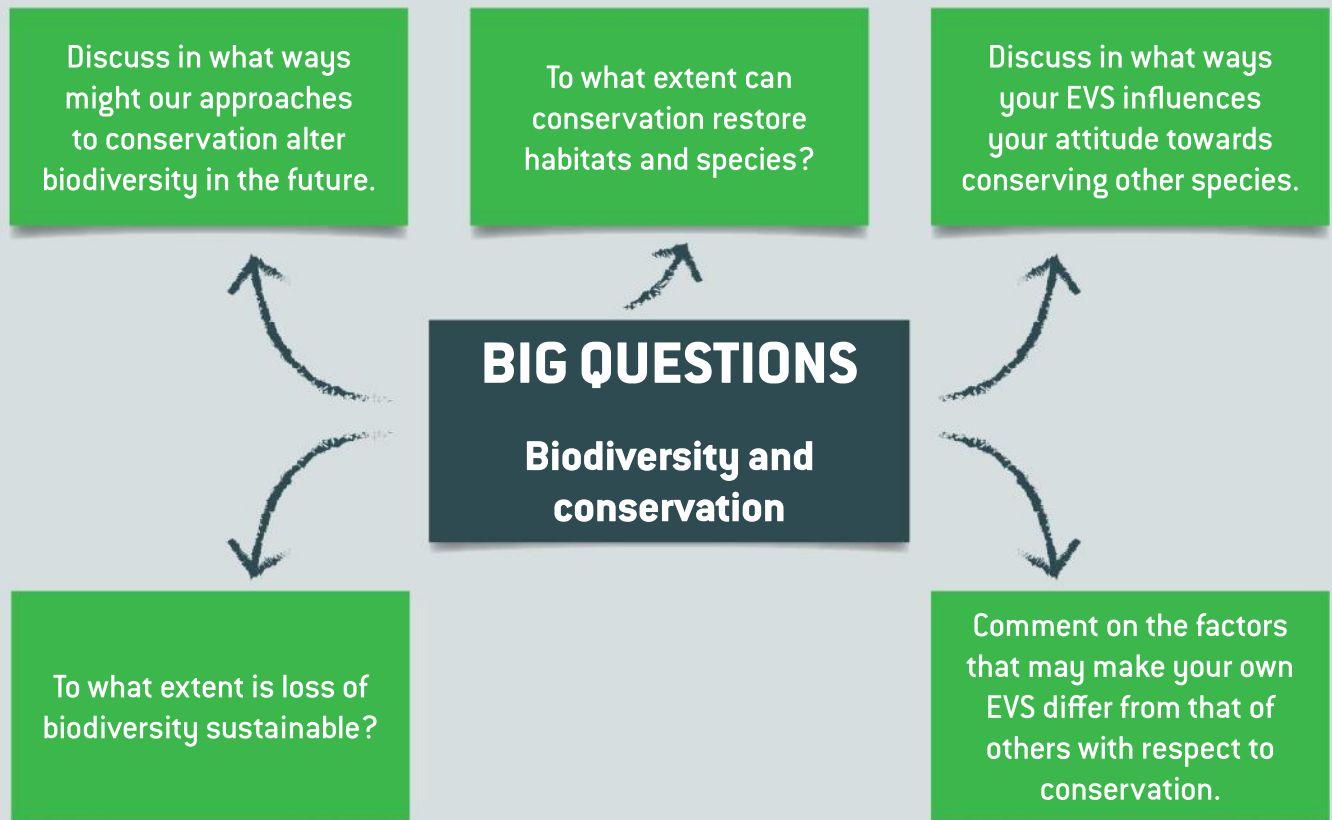 Discuss in what ways
might our approaches
to conservation alter
biodiversity in the future.
To what extent can
conservation restore
habitats and species?
Discuss in what ways
your EVS influences
your attitude towards
conserving other species.
BIG QUESTIONS
Biodiversity and
conservation
To what extent is loss of
biodiversity sustainable?
Comment on the factors
that may make your own
EVS differ from that of
others with respect to
conservation.